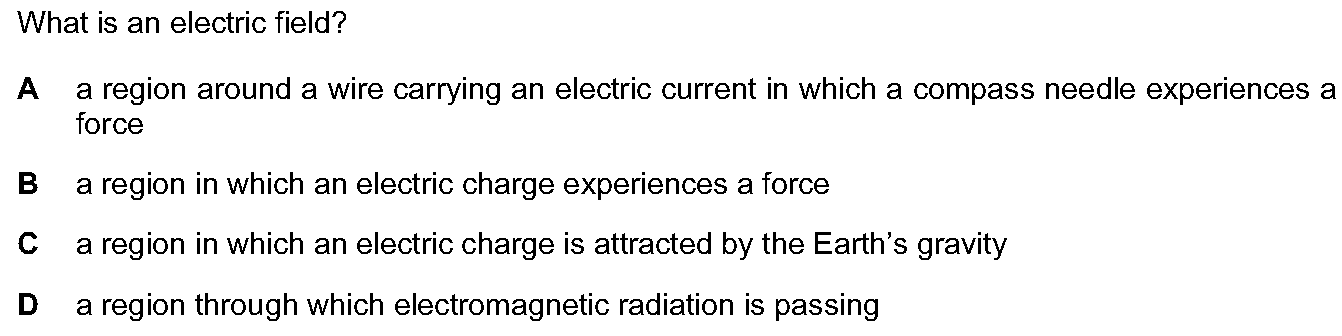 What is an electric field?
A a region around a wire carrying an electric current in which a compass needle experiences a
force
B a region in which an electric charge experiences a force
C a region in which an electric charge is attracted by the Earth’s gravity
D a region through which electromagnetic radiation is passing